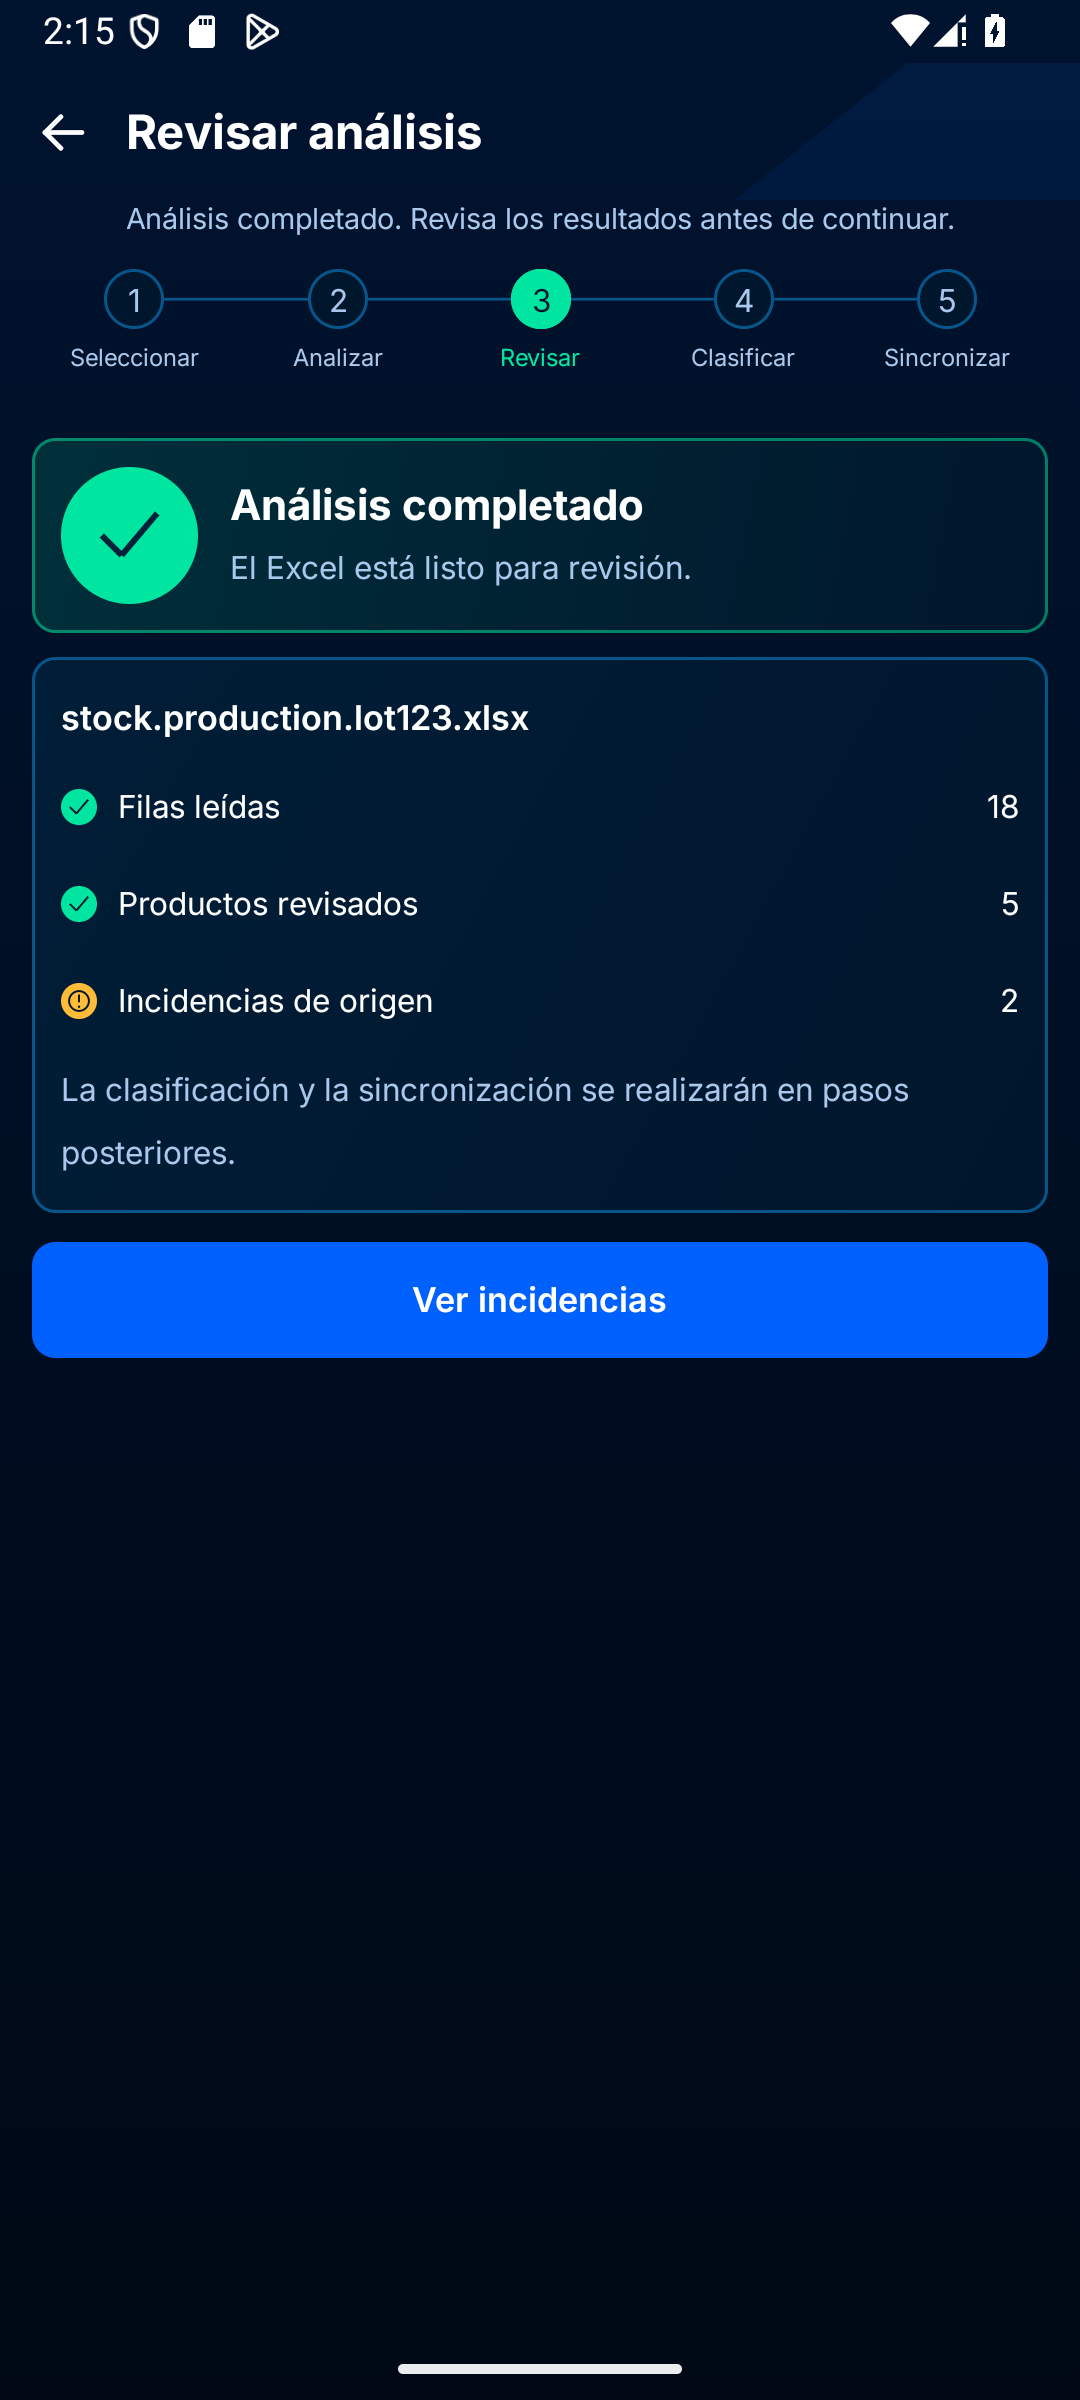 2:15
Revisar análisis
Análisis completado. Revisa los resultados antes de continuar.
1 2 3 4 5
Seleccionar Analizar Revisar Clasificar Sincronizar
Análisis completado
El Excel está listo para revisión.
stock.production.lot123.xlsx
Filas leídas 18
Productos revisados 5
Incidencias de origen 2
La clasificación y la sincronización se realizarán en pasos
posteriores.
Ver incidencias